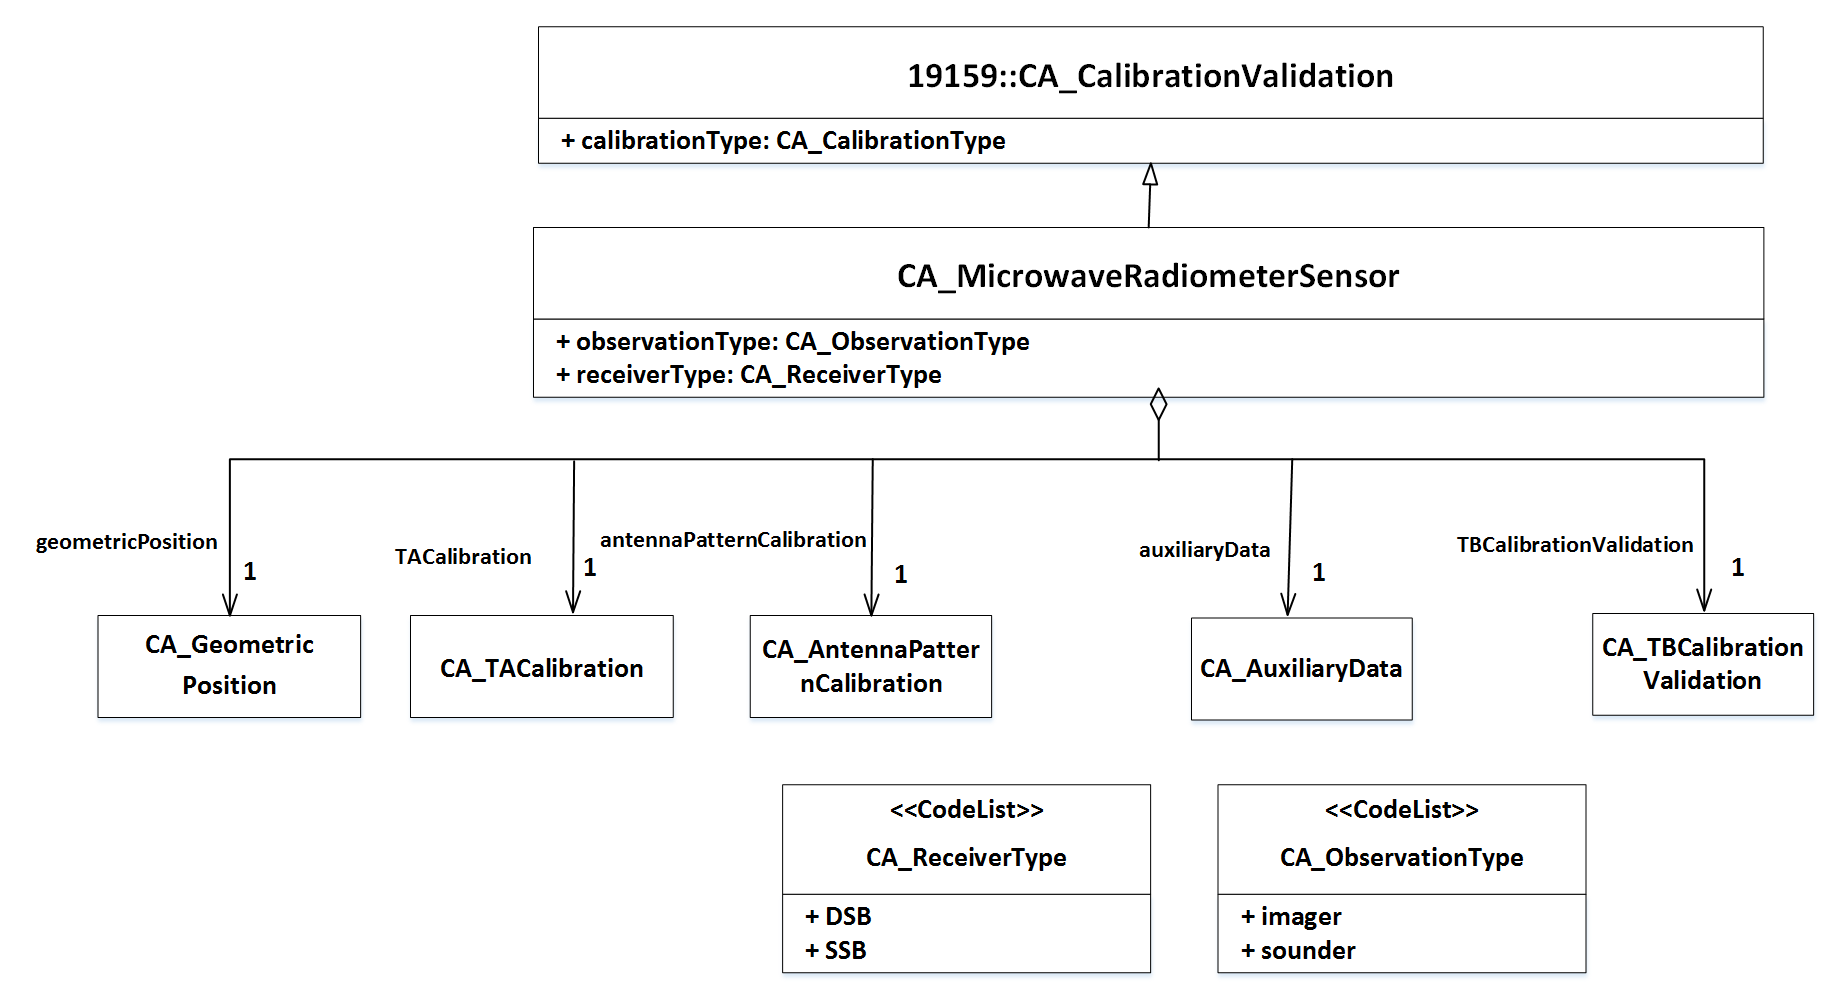 19159::CA_CalibrationValidation
+ calibrationType: CA_CalibrationType
CA_MicrowaveRadiometerSensor
+ observationType: CA_ObservationType
+ receiverType: CA_ReceiverType
geometricPosition
1
TACalibration
1
antennaPatternCalibration
1
auxiliaryData
1
TBCalibrationValidation
1
CA_Geometric
Position
CA_TACalibration
CA_AntennaPatter
nCalibration
CA_AuxiliaryData
CA_TBCalibration
Validation
<<CodeList>>
CA_ReceiverType
+ DSB
+ SSB
<<CodeList>>
CA_ObservationType
+ imager
+ sounder